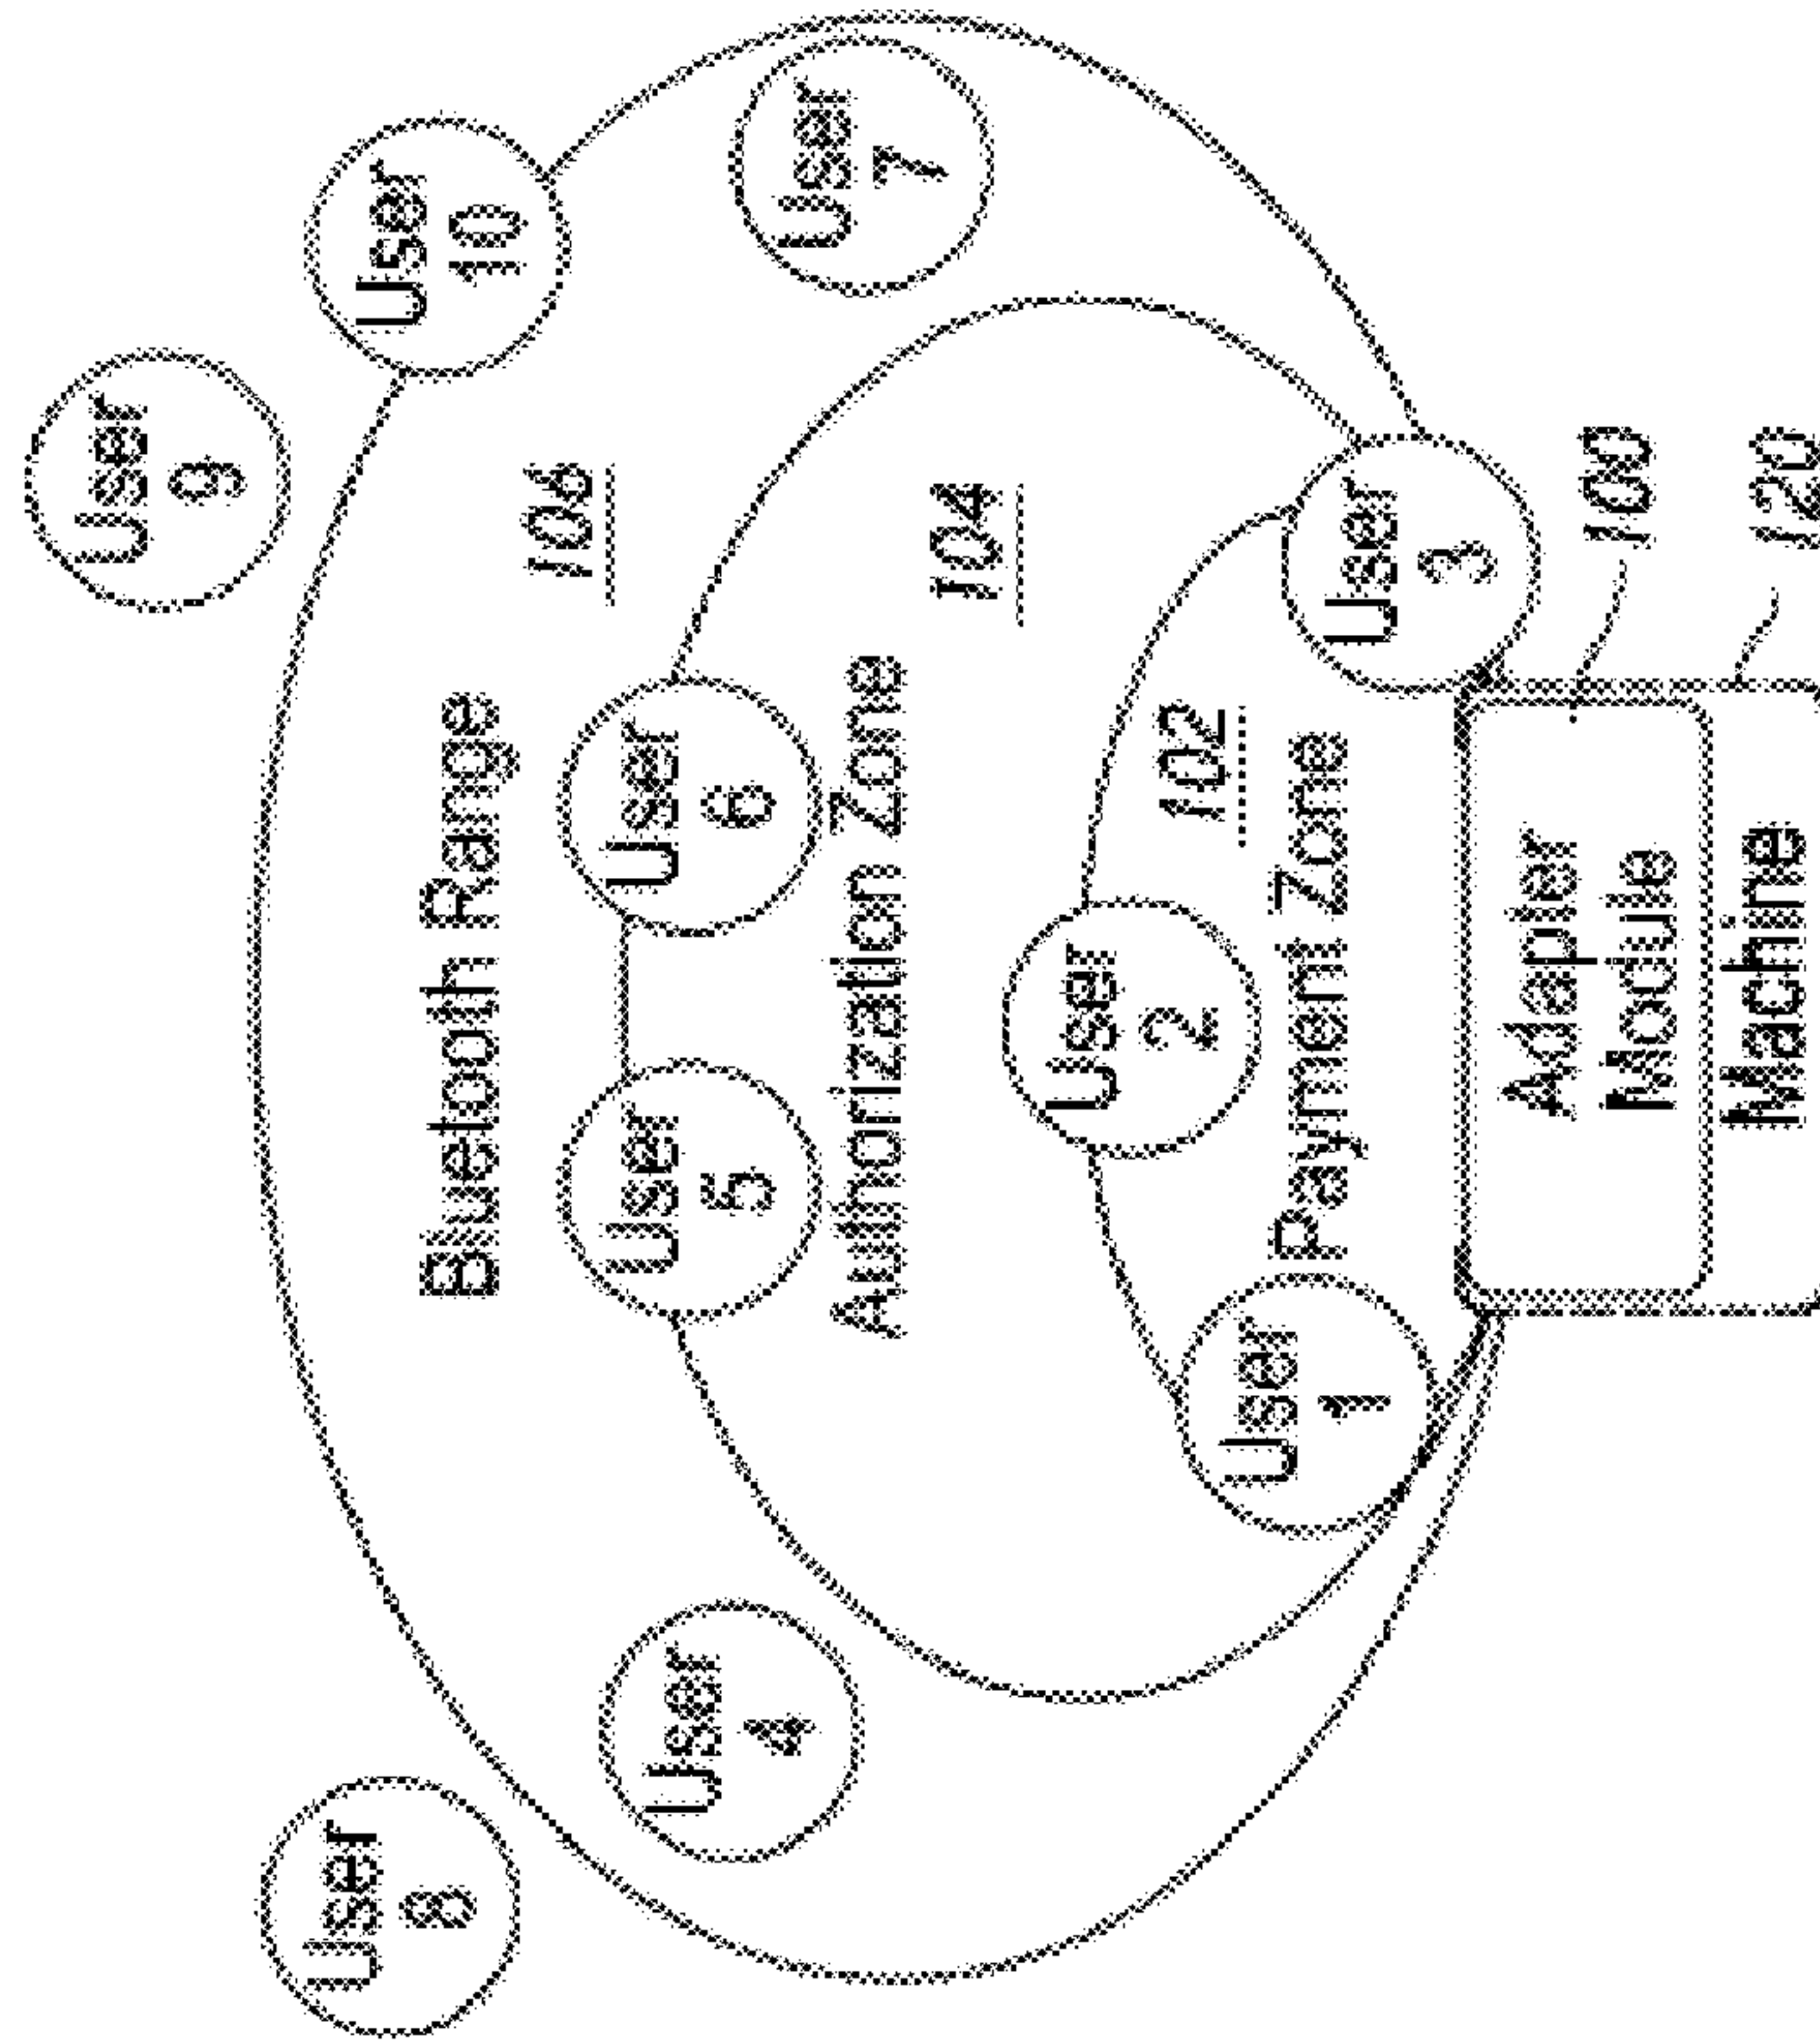 User
9
User
10
User
8
Bluetooth Range
106
User
4
User
5
User
6
User
7
Authorization Zone
104
User
2
102
User
1
Payment Zone
User
3
Adapter
Module
100
Machine
120